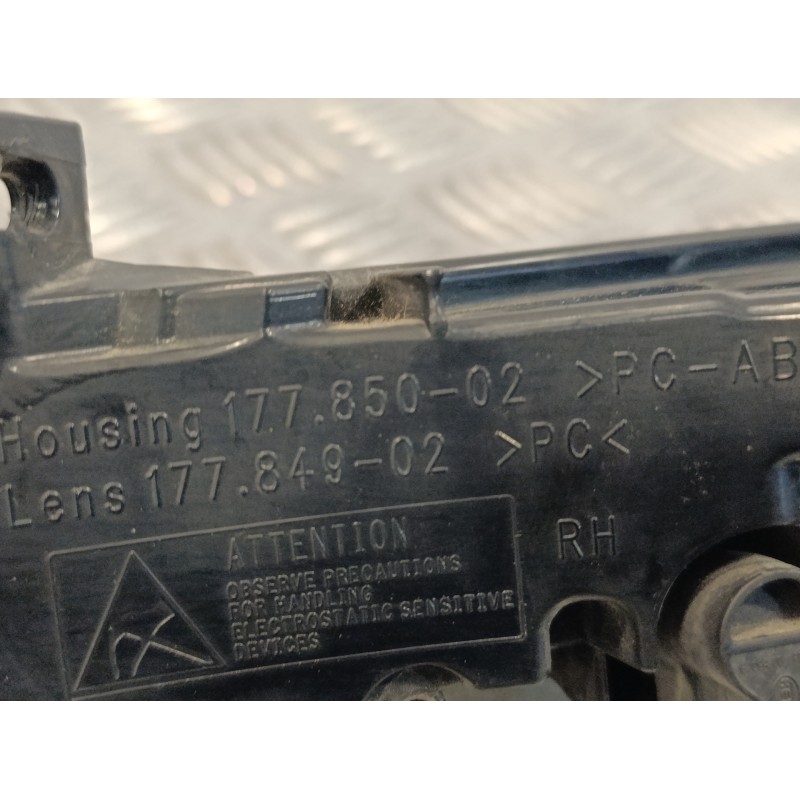 Housing 177.850-02 >PC-AB
Lens 177.849-02 >PC<
ATTENTION
OBSERVE PRECAUTIONS
FOR HANDLING
ELECTROSTATIC SENSITIVE
DEVICES
RH